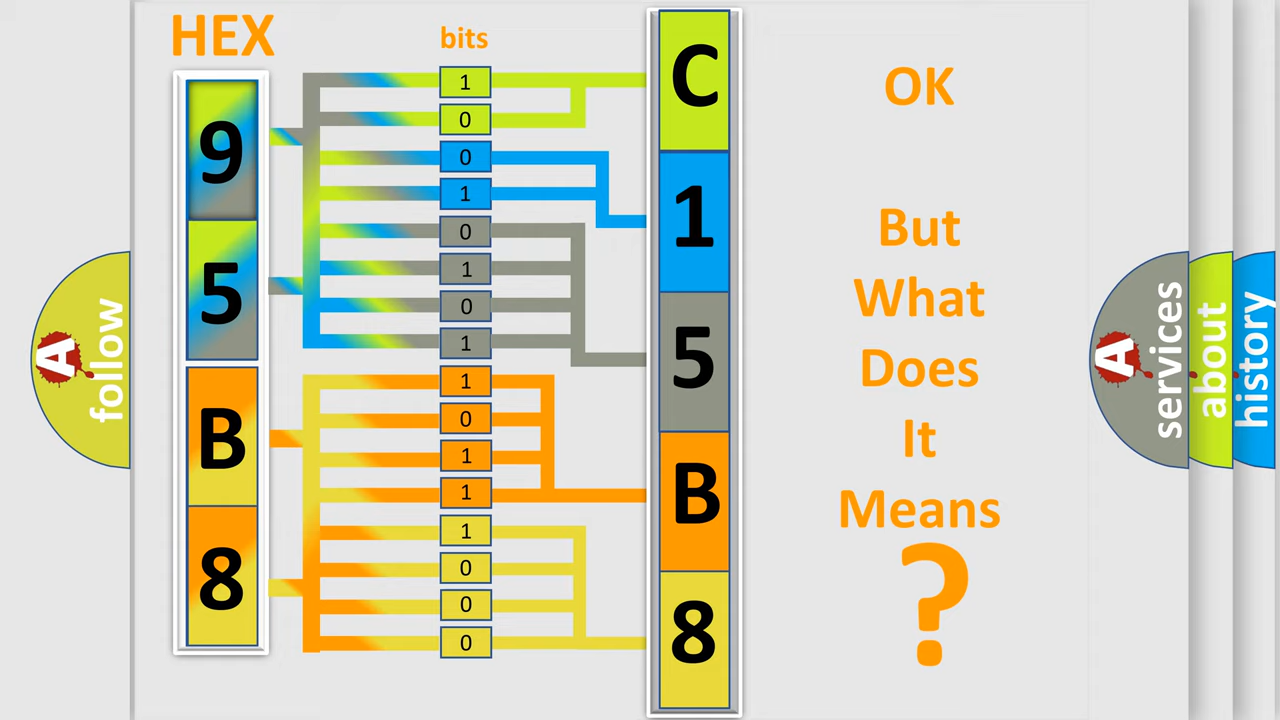 HEX
bits
9
5
B
8
1
0
0
1
0
1
0
1
1
0
1
1
1
0
0
0
C
1
5
B
8
OK
But
What
Does
It
Means
?
A
follow
A
services
about
history